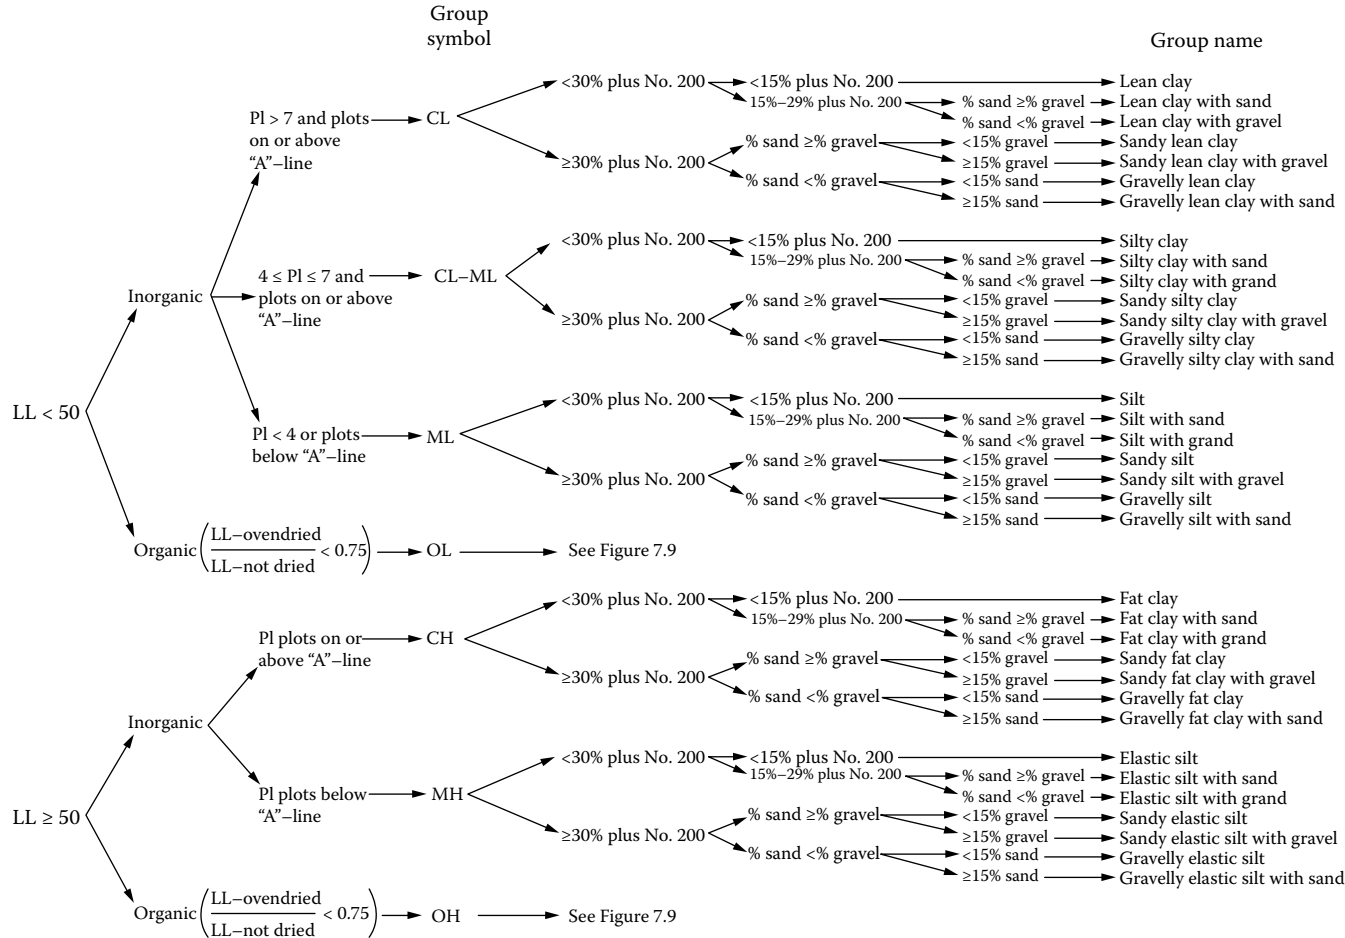 Group
symbol
Group name
LL < 50
Inorganic
PI > 7 and plots
on or above
“A”–line
CL
<30% plus No. 200
<15% plus No. 200
Lean clay
15%–29% plus No. 200
% sand ≥% gravel
Lean clay with sand
% sand <% gravel
Lean clay with gravel
≥30% plus No. 200
% sand ≥% gravel
<15% gravel
Sandy lean clay
≥15% gravel
Sandy lean clay with gravel
% sand <% gravel
<15% sand
Gravelly lean clay
≥15% sand
Gravelly lean clay with sand
4 ≤ PI ≤ 7 and
plots on or above
“A”–line
CL–ML
<30% plus No. 200
<15% plus No. 200
Silty clay
15%–29% plus No. 200
% sand ≥% gravel
Silty clay with sand
% sand <% gravel
Silty clay with grand
≥30% plus No. 200
% sand ≥% gravel
<15% gravel
Sandy silty clay
≥15% gravel
Sandy silty clay with gravel
% sand <% gravel
<15% sand
Gravelly silty clay
≥15% sand
Gravelly silty clay with sand
PI < 4 or plots
below “A”–line
ML
<30% plus No. 200
<15% plus No. 200
Silt
15%–29% plus No. 200
% sand ≥% gravel
Silt with sand
% sand <% gravel
Silt with grand
≥30% plus No. 200
% sand ≥% gravel
<15% gravel
Sandy silt
≥15% gravel
Sandy silt with gravel
% sand <% gravel
<15% sand
Gravelly silt
≥15% sand
Gravelly silt with sand
Organic
LL–ovendried
LL–not dried
< 0.75
OL
See Figure 7.9
LL ≥ 50
Inorganic
PI plots on or
above “A”–line
CH
<30% plus No. 200
<15% plus No. 200
Fat clay
15%–29% plus No. 200
% sand ≥% gravel
Fat clay with sand
% sand <% gravel
Fat clay with grand
≥30% plus No. 200
% sand ≥% gravel
<15% gravel
Sandy fat clay
≥15% gravel
Sandy fat clay with gravel
% sand <% gravel
<15% sand
Gravelly fat clay
≥15% sand
Gravelly fat clay with sand
PI plots below
“A”–line
MH
<30% plus No. 200
<15% plus No. 200
Elastic silt
15%–29% plus No. 200
% sand ≥% gravel
Elastic silt with sand
% sand <% gravel
Elastic silt with grand
≥30% plus No. 200
% sand ≥% gravel
<15% gravel
Sandy elastic silt
≥15% gravel
Sandy elastic silt with gravel
% sand <% gravel
<15% sand
Gravelly elastic silt
≥15% sand
Gravelly elastic silt with sand
Organic
LL–ovendried
LL–not dried
< 0.75
OH
See Figure 7.9